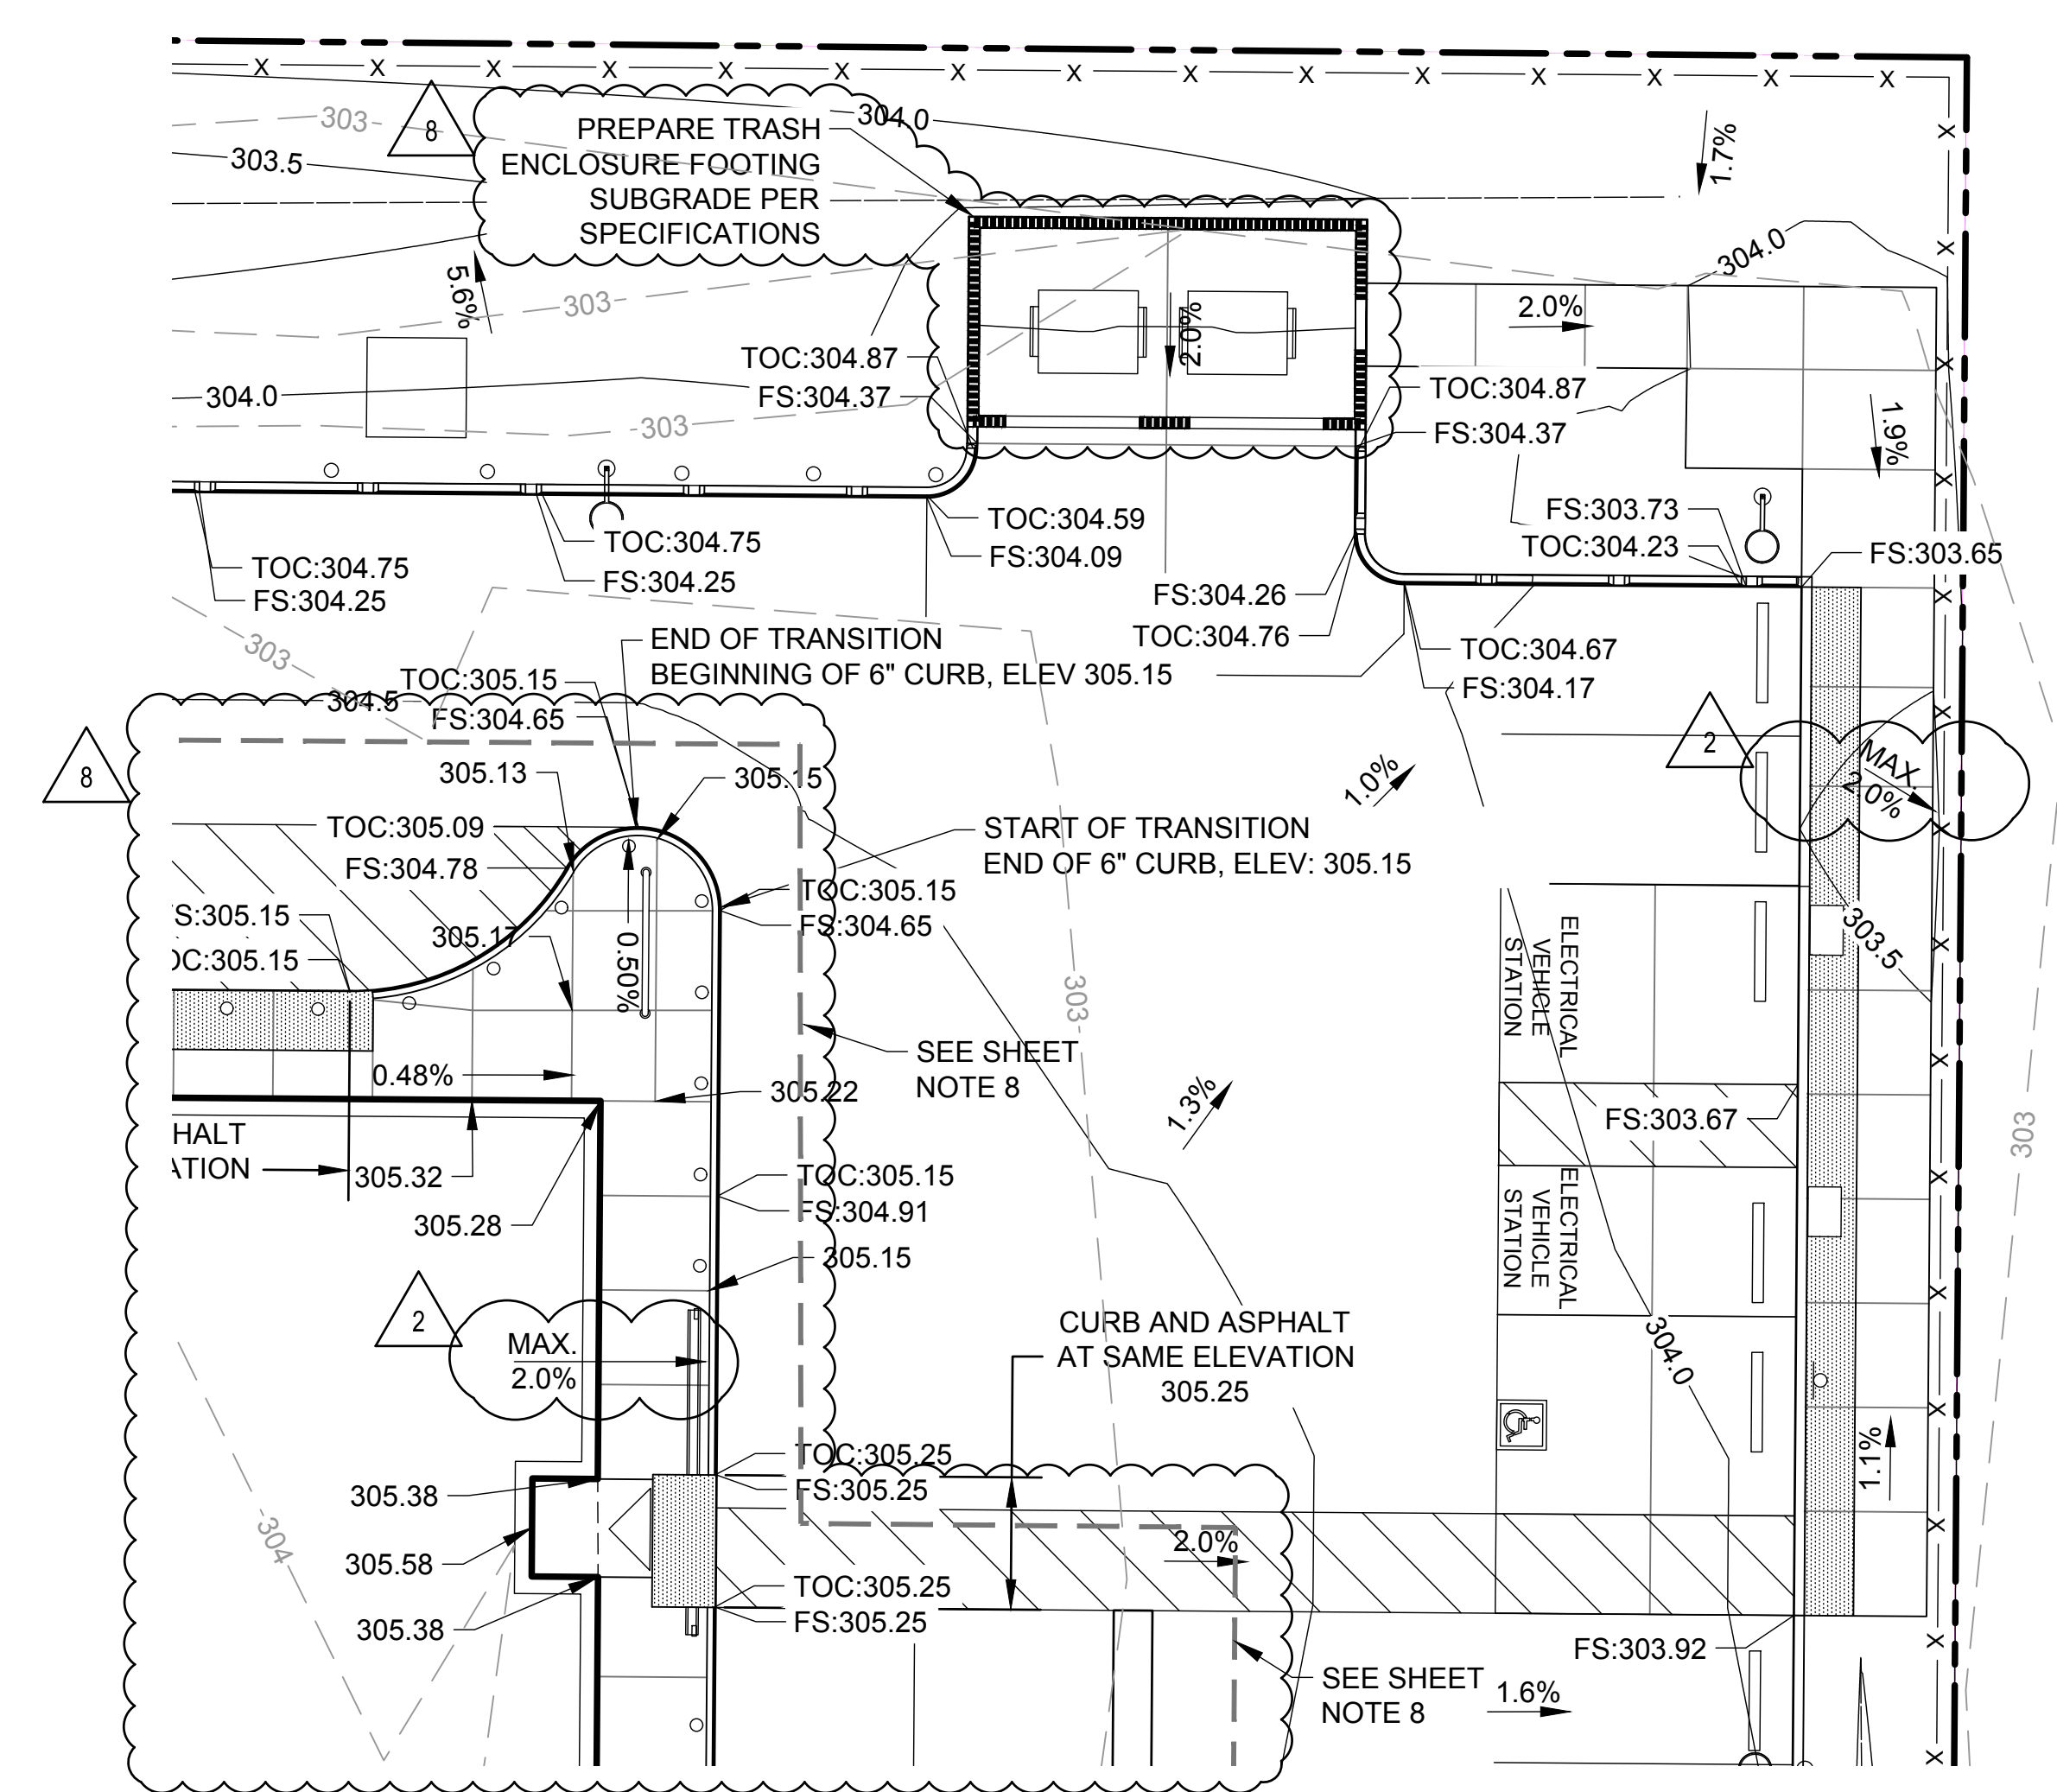 X X X X X X X X X X X X X X X
303
304.0
8
PREPARE TRASH
ENCLOSURE FOOTING
SUBGRADE PER
SPECIFICATIONS
303.5
1.7%
X
X
304.0
5.6%
303
2.0%
2.0%
TOC:304.87
FS:304.37
TOC:304.87
FS:304.37
304.0
303
1.9%
X
X
TOC:304.59
FS:304.09
FS:303.73
TOC:304.23
FS:303.65
TOC:304.75
FS:304.25
TOC:304.75
FS:304.25
FS:304.26
TOC:304.76
X
303
END OF TRANSITION
BEGINNING OF 6" CURB, ELEV 305.15
TOC:304.67
FS:304.17
TOC:305.15
FS:304.65
304.5
X
8
2
MAX.
2.0%
305.13
305.15
1.0%
TOC:305.09
FS:304.78
START OF TRANSITION
END OF 6" CURB, ELEV: 305.15
X
TOC:305.15
FS:304.65
S:305.15
OC:305.15
305.17
0.50%
303
ELECTRICAL
VEHICLE
STATION
303.5
X
SEE SHEET
NOTE 8
0.48%
305.22
1.3%
X
FS:303.67
303
HALT
ATION
305.32
TOC:305.15
FS:304.91
305.28
305.15
ELECTRICAL
VEHICLE
STATION
X
X
2
MAX.
2.0%
CURB AND ASPHALT
AT SAME ELEVATION
305.25
304.0
X
TOC:305.25
FS:305.25
1.1%
305.38
304
305.58
2.0%
X
TOC:305.25
FS:305.25
305.38
FS:303.92
X
SEE SHEET
NOTE 8
1.6%
X